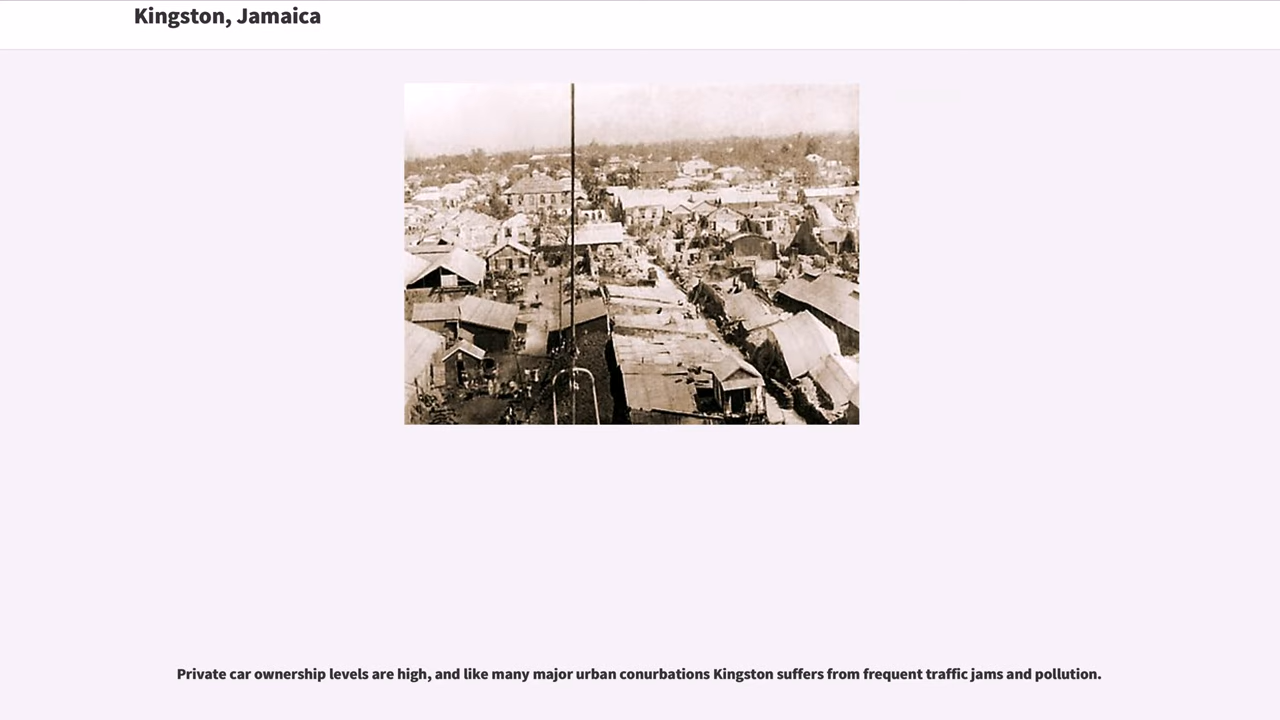 Kingston, Jamaica
Private car ownership levels are high, and like many major urban conurbations Kingston suffers from frequent traffic jams and pollution.